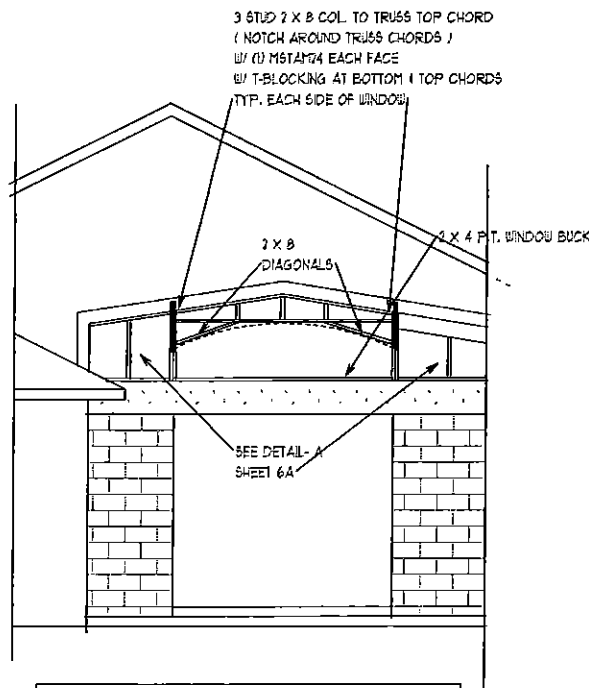 3 STUD 2 X 8 COL. TO TRUSS TOP CHORD
( NOTCH AROUND TRUSS CHORDS )
W/ (1) MSTAM24 EACH FACE
W/ T-BLOCKING AT BOTTOM & TOP CHORDS
TYP. EACH SIDE OF WINDOW
2 X 4 P.T. WINDOW BUCK
2 X 8
DIAGONALS
SEE DETAIL- A
SHEET 6A